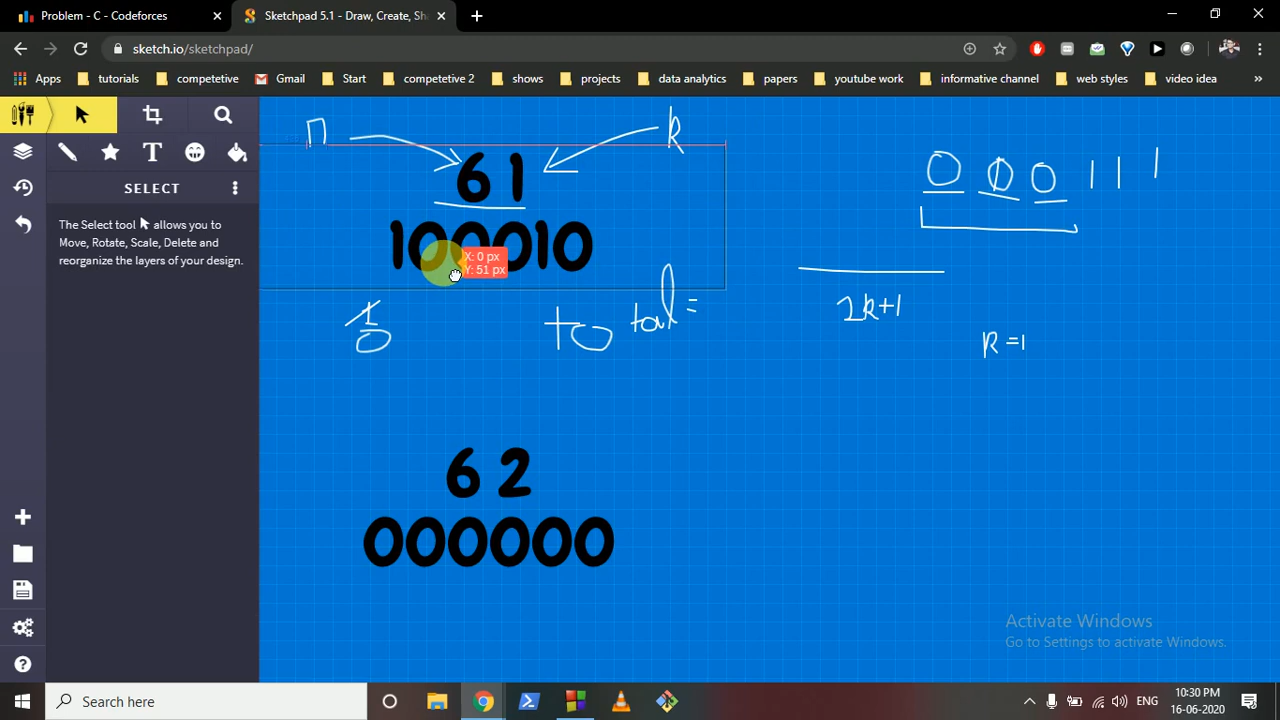 Problem - C - Codeforces
Sketchpad 5.1 - Draw, Create, Sha
sketch.io/sketchpad/
Apps tutorials competetive Gmail Start competetive 2 shows projects data analytics papers youtube work informative channel web styles video idea »
n
k
6 1
100010
X: 0 px
Y: 51 px
SELECT
The Select tool allows you to
Move, Rotate, Scale, Delete and
reorganize the layers of your design.
1
0
total =
0 0 0 1 1 1
2k+1
k=1
6 2
000000
Activate Windows
Go to Settings to activate Windows.
Search here
ENG
10:30 PM
16-06-2020